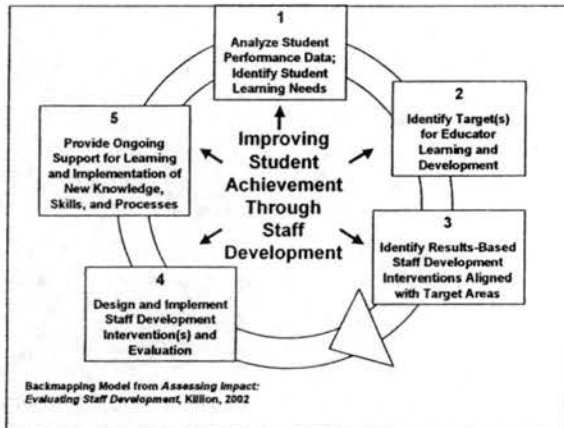 1
Analyze Student
Performance Data;
Identify Student
Learning Needs
2
Identify Target(s)
for Educator
Learning and
Development
3
Identify Results-Based
Staff Development
Interventions Aligned
with Target Areas
4
Design and Implement
Staff Development
Intervention(s) and
Evaluation
5
Provide Ongoing
Support for Learning
and Implementation of
New Knowledge,
Skills, and Processes
Improving
Student
Achievement
Through
Staff
Development
Backmapping Model from Assessing Impact:
Evaluating Staff Development, Killion, 2002